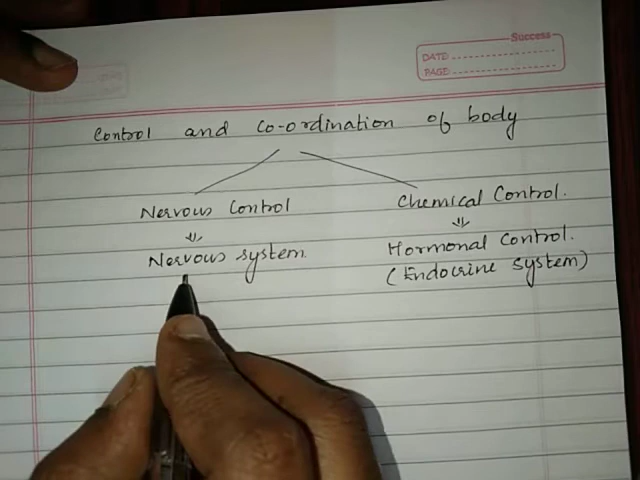 Success
DATE:
PAGE:
Control and Co-ordination of body
Nervous Control
Chemical Control.
Nervous system.
Hormonal Control.
(Endocrine system)